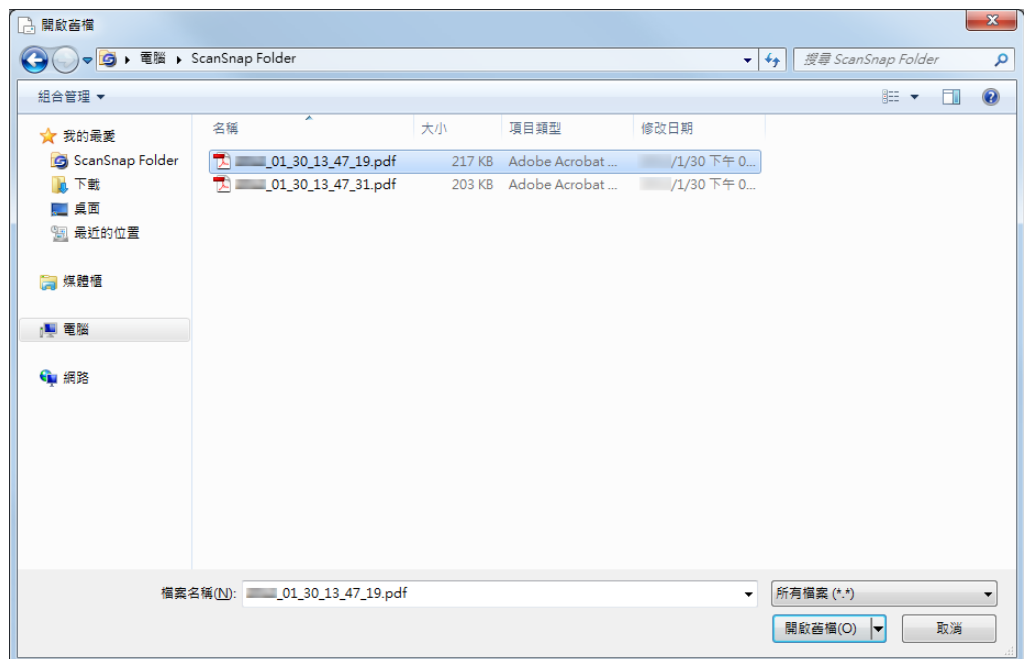 開啟舊檔
電腦 ▸ ScanSnap Folder
搜尋 ScanSnap Folder
組合管理
我的最愛
ScanSnap Folder
下載
桌面
最近的位置
媒體櫃
電腦
網路
名稱 大小 項目類型 修改日期
_01_30_13_47_19.pdf 217 KB Adobe Acrobat ... /1/30 下午 0...
_01_30_13_47_31.pdf 203 KB Adobe Acrobat ... /1/30 下午 0...
檔案名稱(N): _01_30_13_47_19.pdf
所有檔案 (*.*)
開啟舊檔(O)
取消